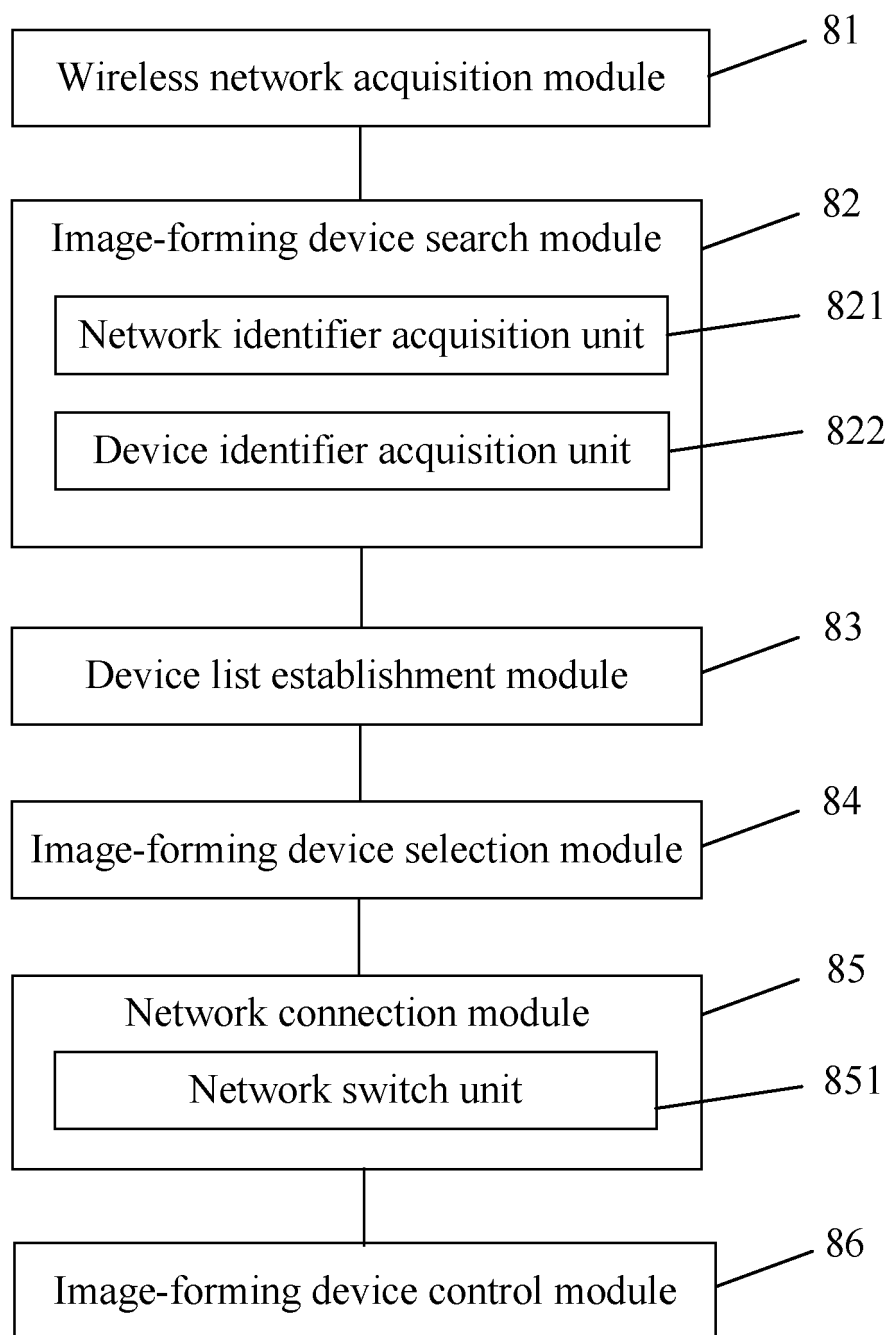 81
Wireless network acquisition module
82
Image-forming device search module
821
Network identifier acquisition unit
822
Device identifier acquisition unit
83
Device list establishment module
84
Image-forming device selection module
85
Network connection module
851
Network switch unit
86
Image-forming device control module